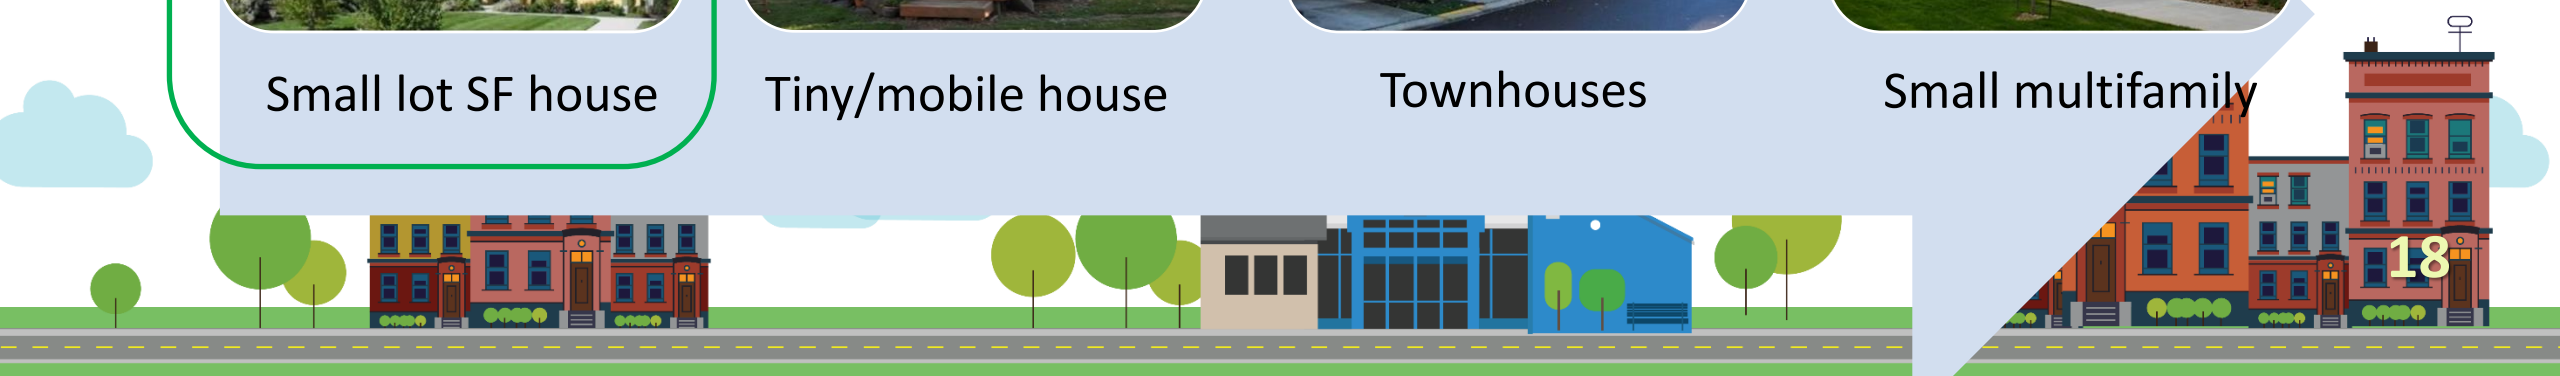 Small lot SF house
Tiny/mobile house
Townhouses
Small multifamily
18